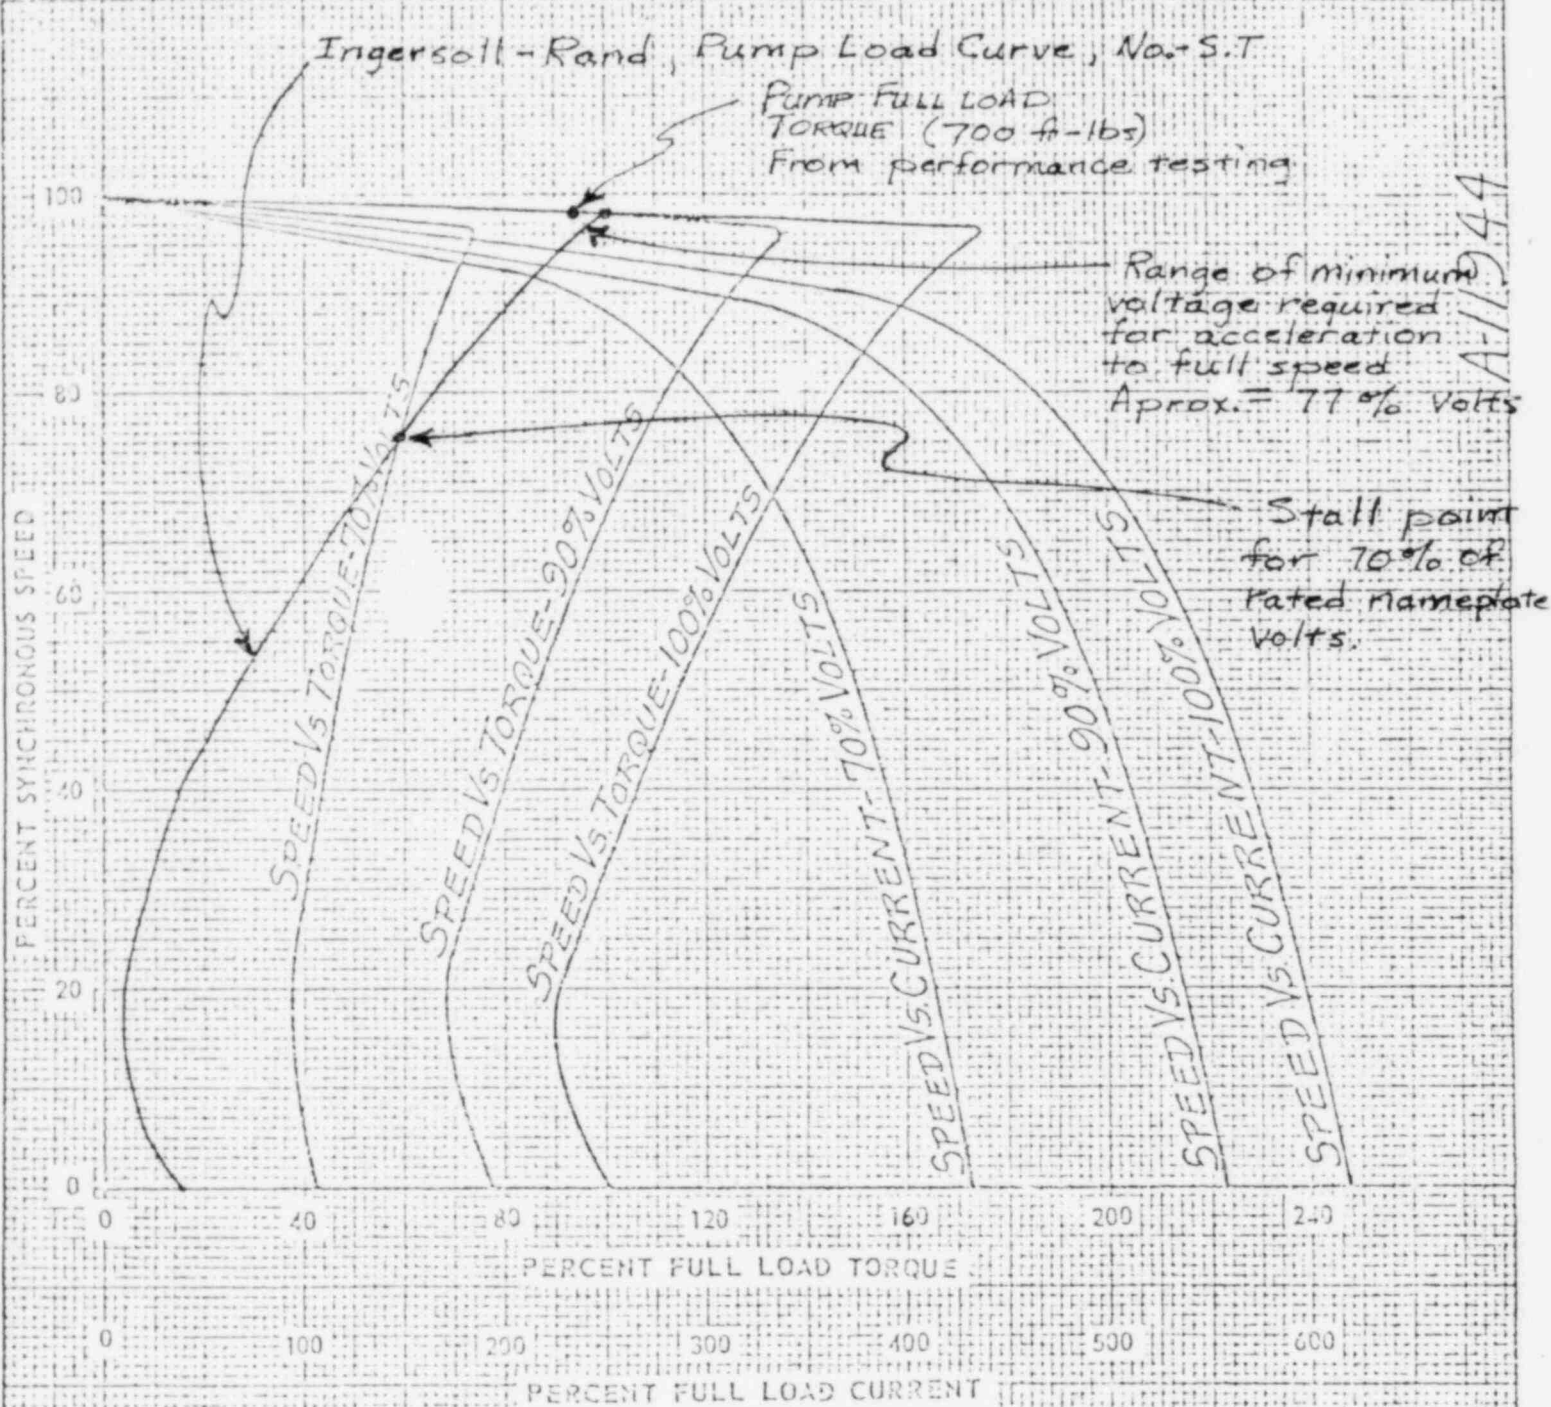 Ingersoll-Rand, Pump Load Curve, No.-S.T
PUMP FULL LOAD
TORQUE (700 ft-lbs)
From performance testing
A-11944
Range of minimum
voltage required
for acceleration
to full speed
Aprox.= 77% Volts
Stall point
for 70% of
rated nameplate
volts.
PERCENT SYNCHRONOUS SPEED
100
80
60
40
20
0
SPEED VS TORQUE-70% VOLTS
SPEED VS TORQUE-90% VOLTS
SPEED VS. TORQUE-100% VOLTS
SPEED VS. CURRENT-70% VOLTS
SPEED VS. CURRENT-90% VOLTS
SPEED VS. CURRENT-100% VOLTS
0 40 80 120 160 200 240
PERCENT FULL LOAD TORQUE
0 100 200 300 400 500 600
PERCENT FULL LOAD CURRENT